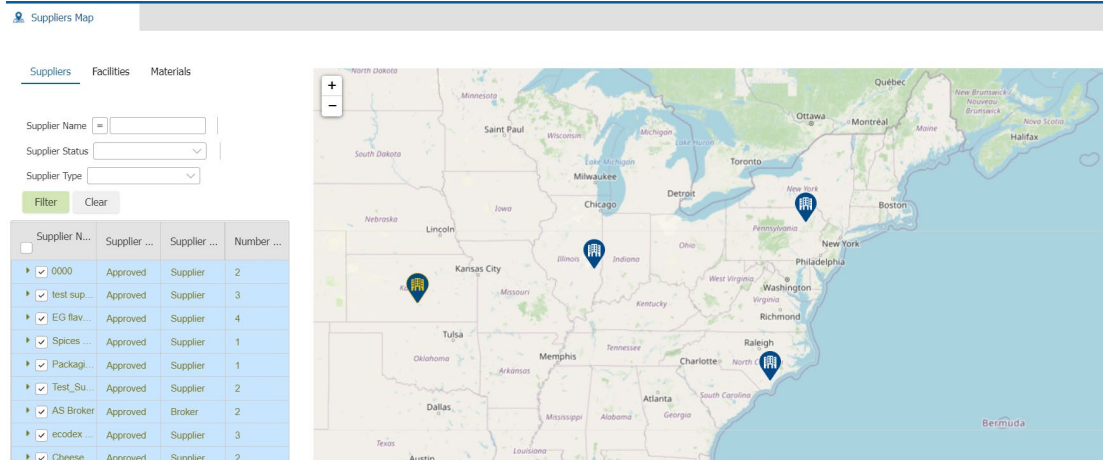 Suppliers Map
Suppliers Facilities Materials
Supplier Name =
Supplier Status
Supplier Type
Filter Clear
Supplier N... Supplier ... Supplier ... Number ...
0000 Approved Supplier 2
test sup... Approved Supplier 3
EG flav... Approved Supplier 4
Spices ... Approved Supplier 1
Packagi... Approved Supplier 1
Test_Su... Approved Supplier 2
AS Broker Approved Broker 2
ecodex ... Approved Supplier 3
Cheese Approved Supplier 2
+
−
North Dakota
Québec
Minnesota
New Brunswick /
Nouveau
Brunswick
Ottawa
Montréal
Maine
Nova Scotia
Saint Paul
Wisconsin
Michigan
Halifax
Lake Huron
South Dakota
Lake Michigan
Toronto
Milwaukee
Detroit
New York
Chicago
Boston
Iowa
Nebraska
Lincoln
Pennsylvania
Ohio
New York
Illinois
Indiana
Philadelphia
Kansas City
West Virginia
Washington
Missouri
Virginia
Kentucky
Richmond
Tulsa
Raleigh
Tennessee
Oklahoma
Memphis
Charlotte
North C
Arkansas
South Carolina
Atlanta
Dallas
Mississippi
Alabama
Georgia
Bermuda
Texas
Louisiana
Austin